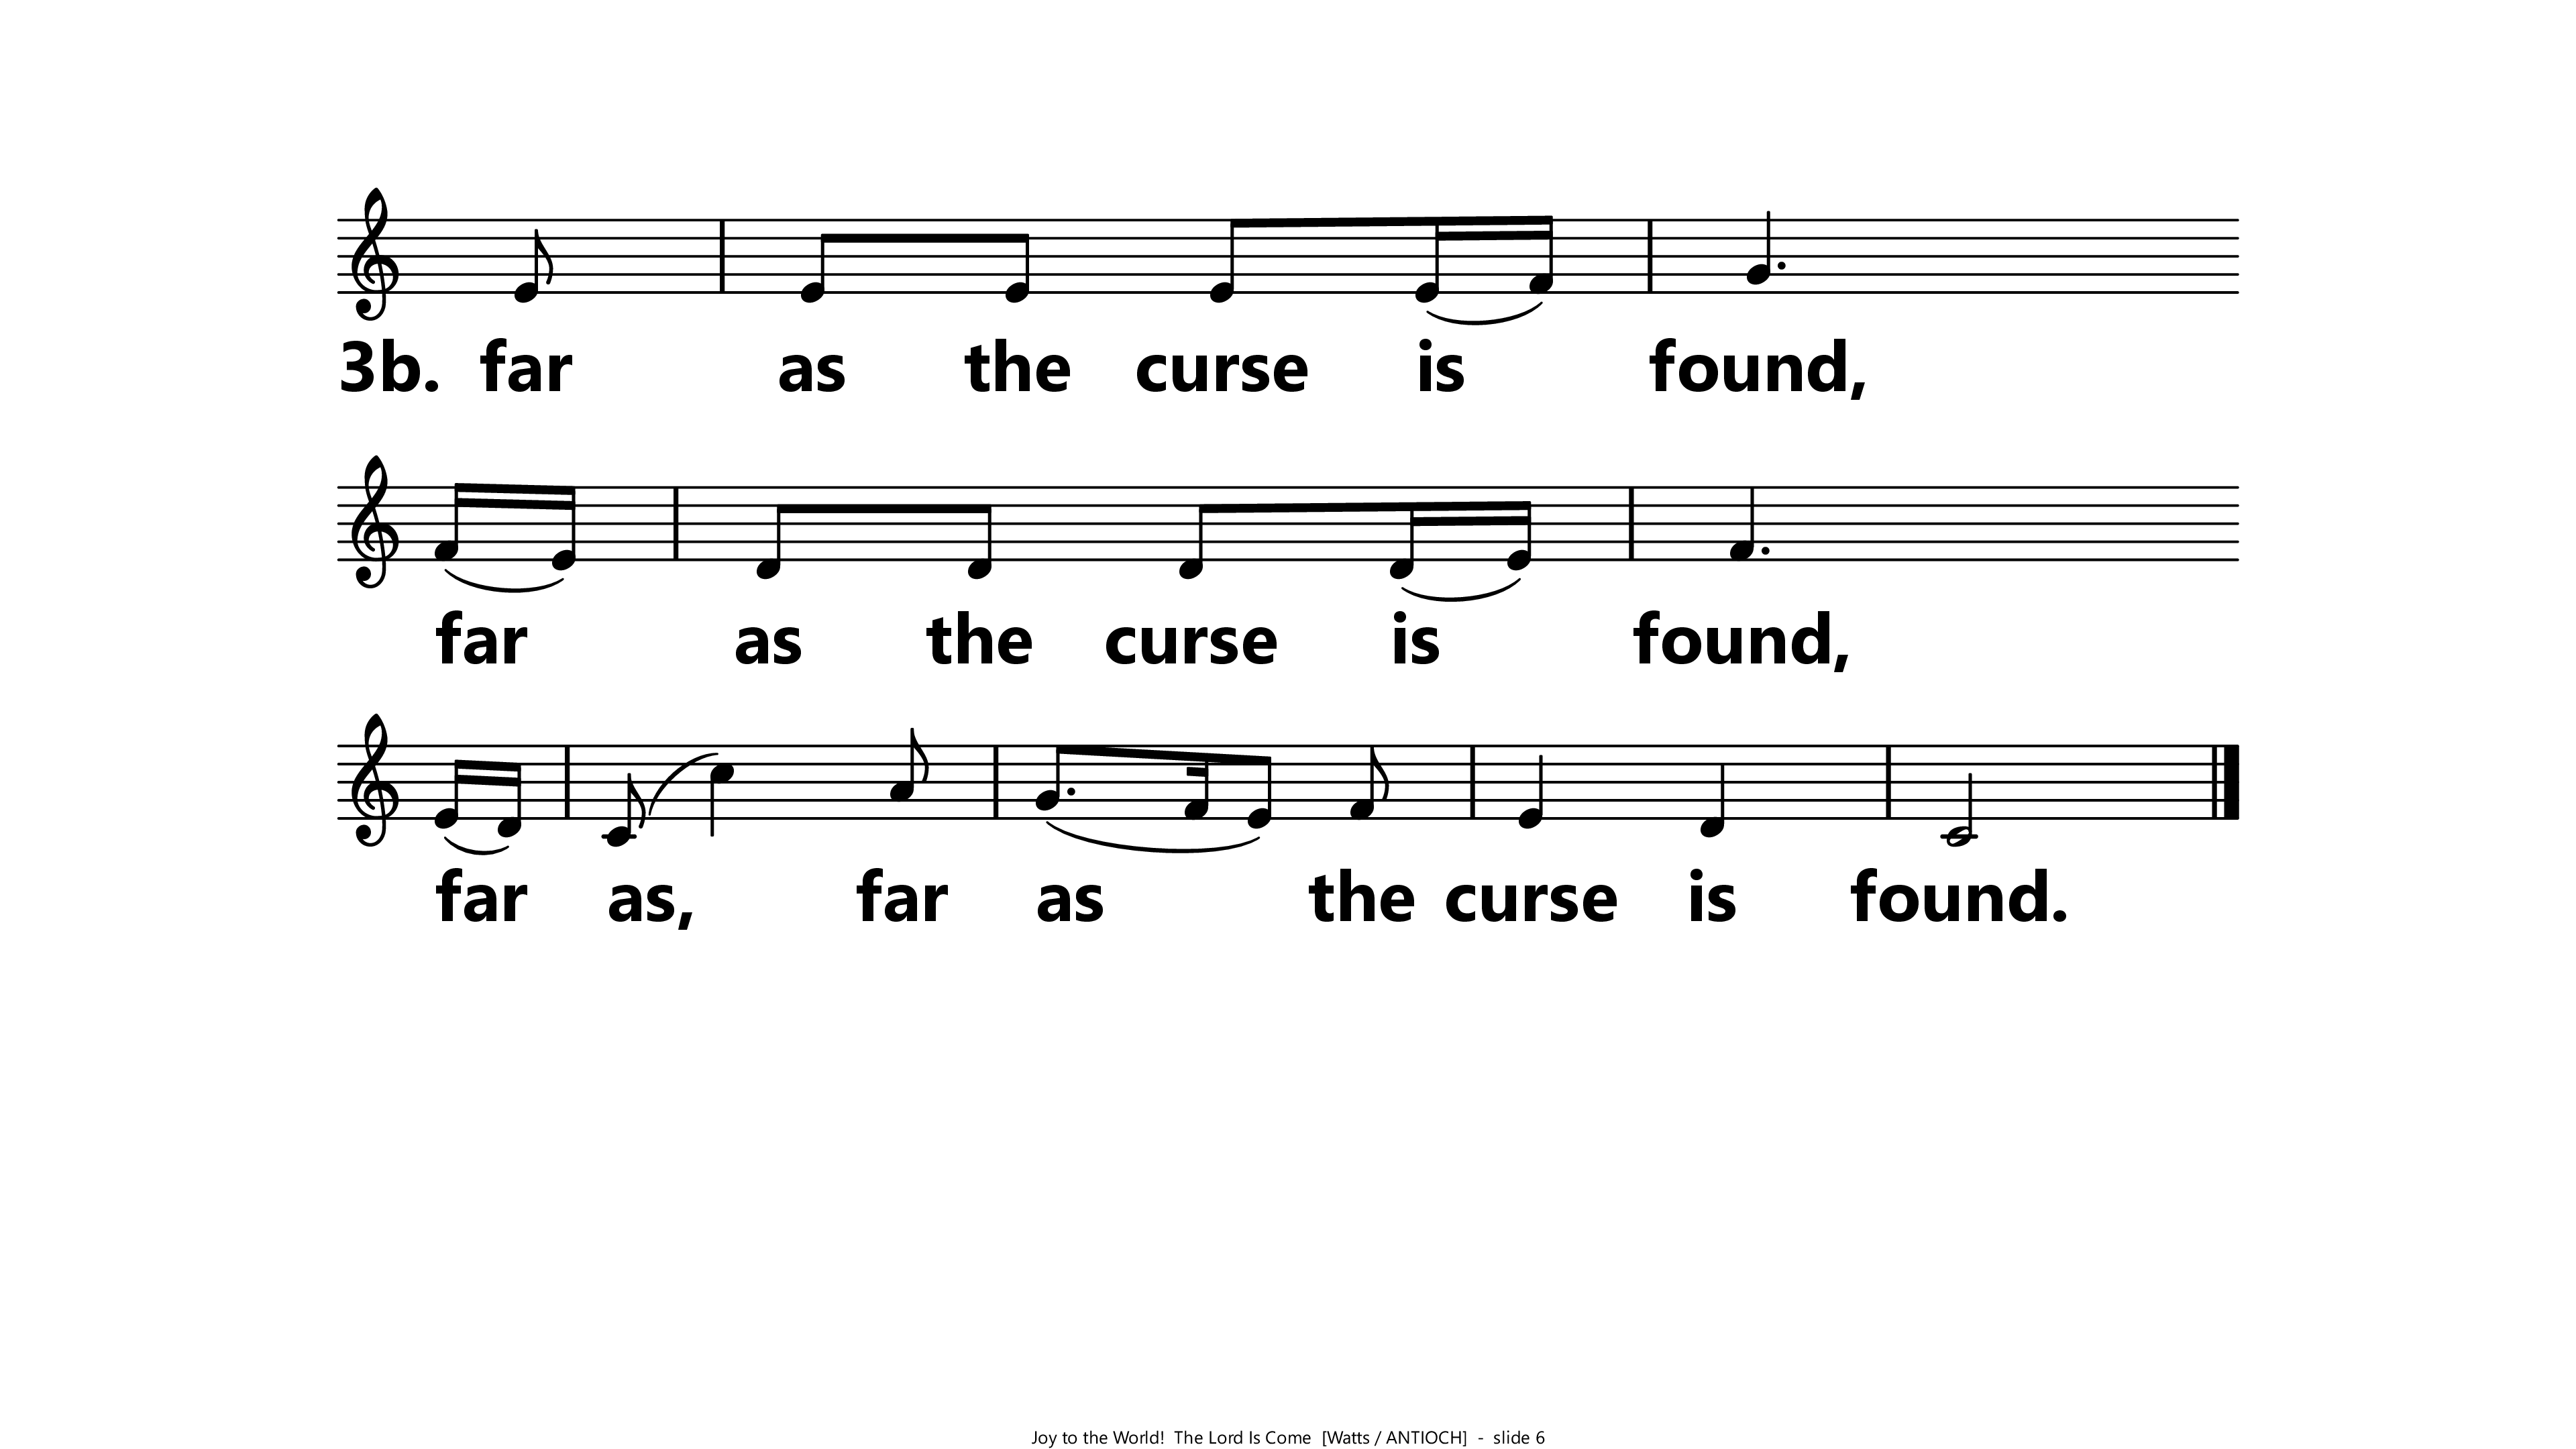 3b. far as the curse is found,
far as the curse is found,
far as, far as the curse is found.
Joy to the World! The Lord Is Come [Watts / ANTIOCH] - slide 6